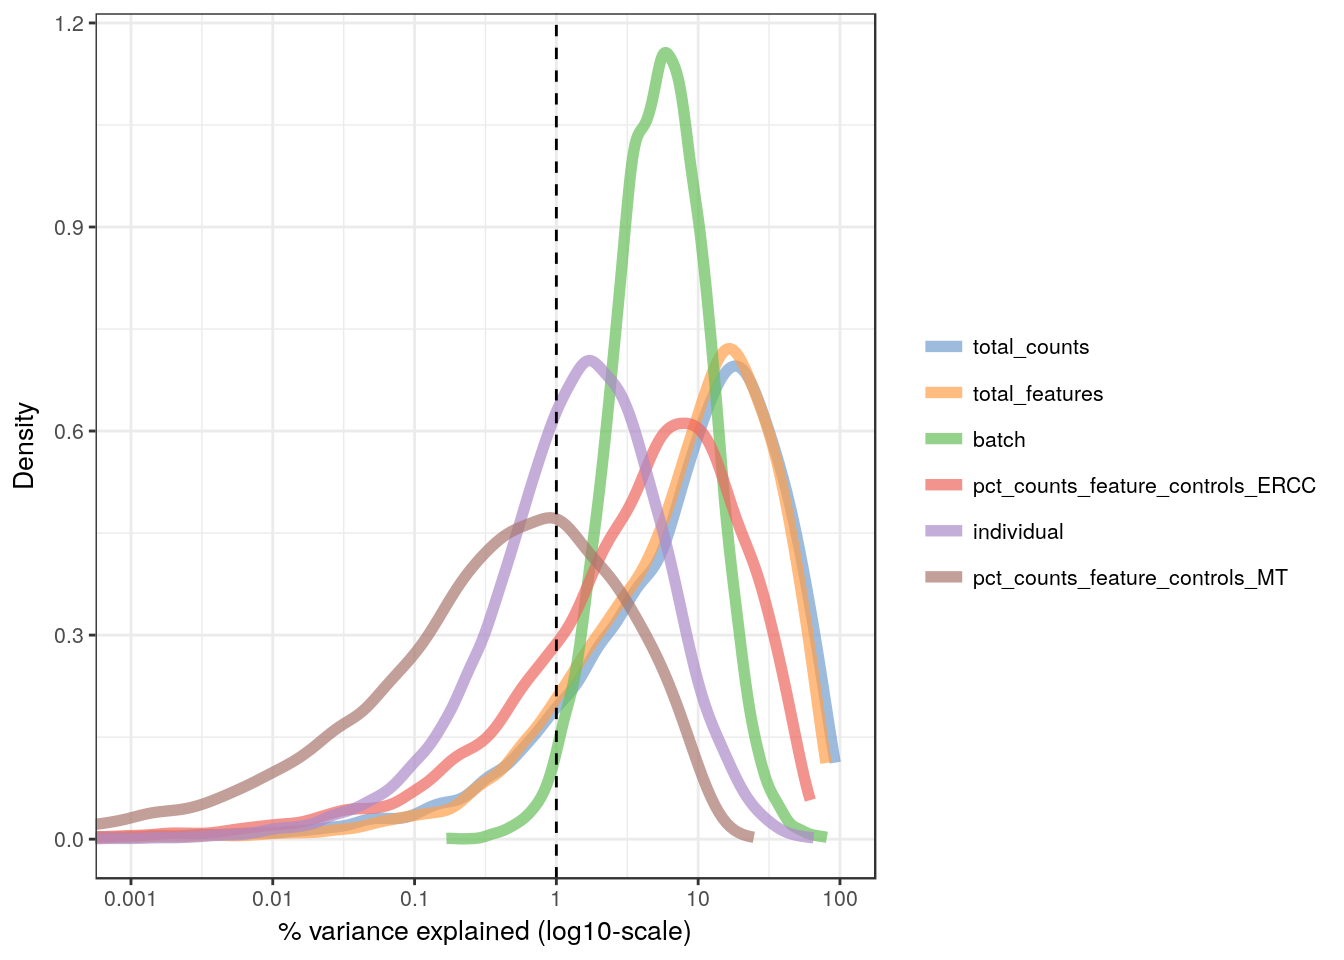 1.2
0.9
0.6
0.3
0.0
Density
0.001 0.01 0.1 1 10 100
% variance explained (log10-scale)
total_counts
total_features
batch
pct_counts_feature_controls_ERCC
individual
pct_counts_feature_controls_MT